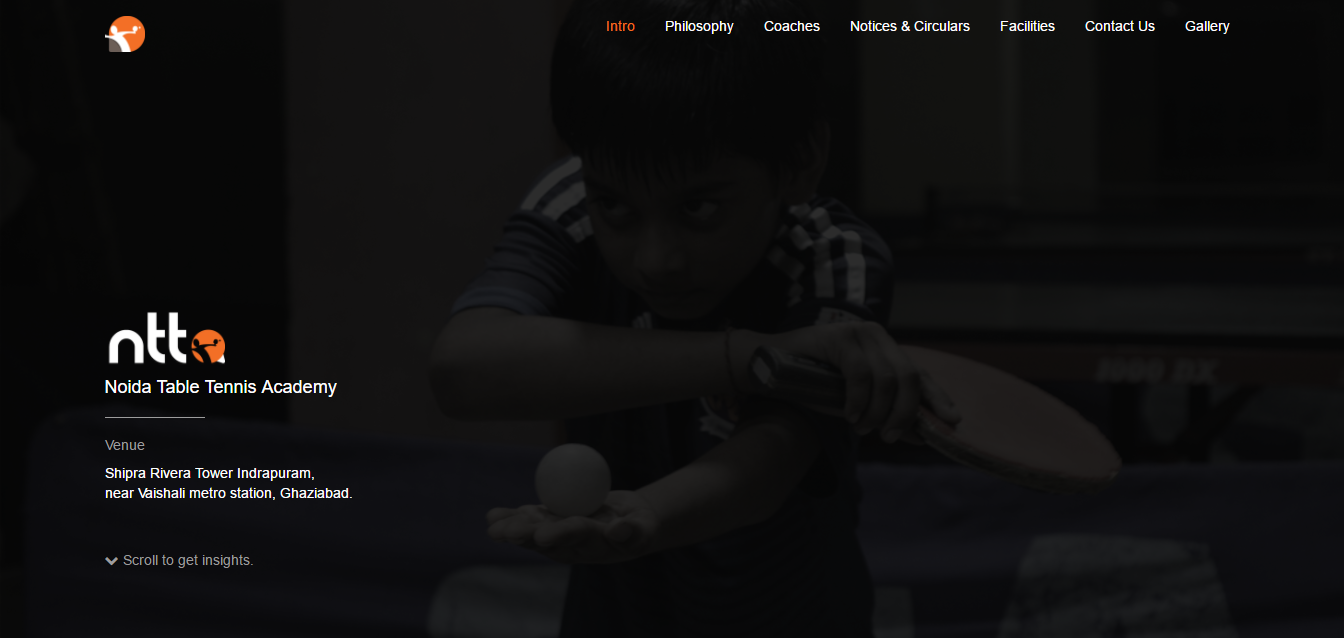 Intro Philosophy Coaches Notices & Circulars Facilities Contact Us Gallery
ntta
Noida Table Tennis Academy
Venue
Shipra Rivera Tower Indrapuram,
near Vaishali metro station, Ghaziabad.
Scroll to get insights.